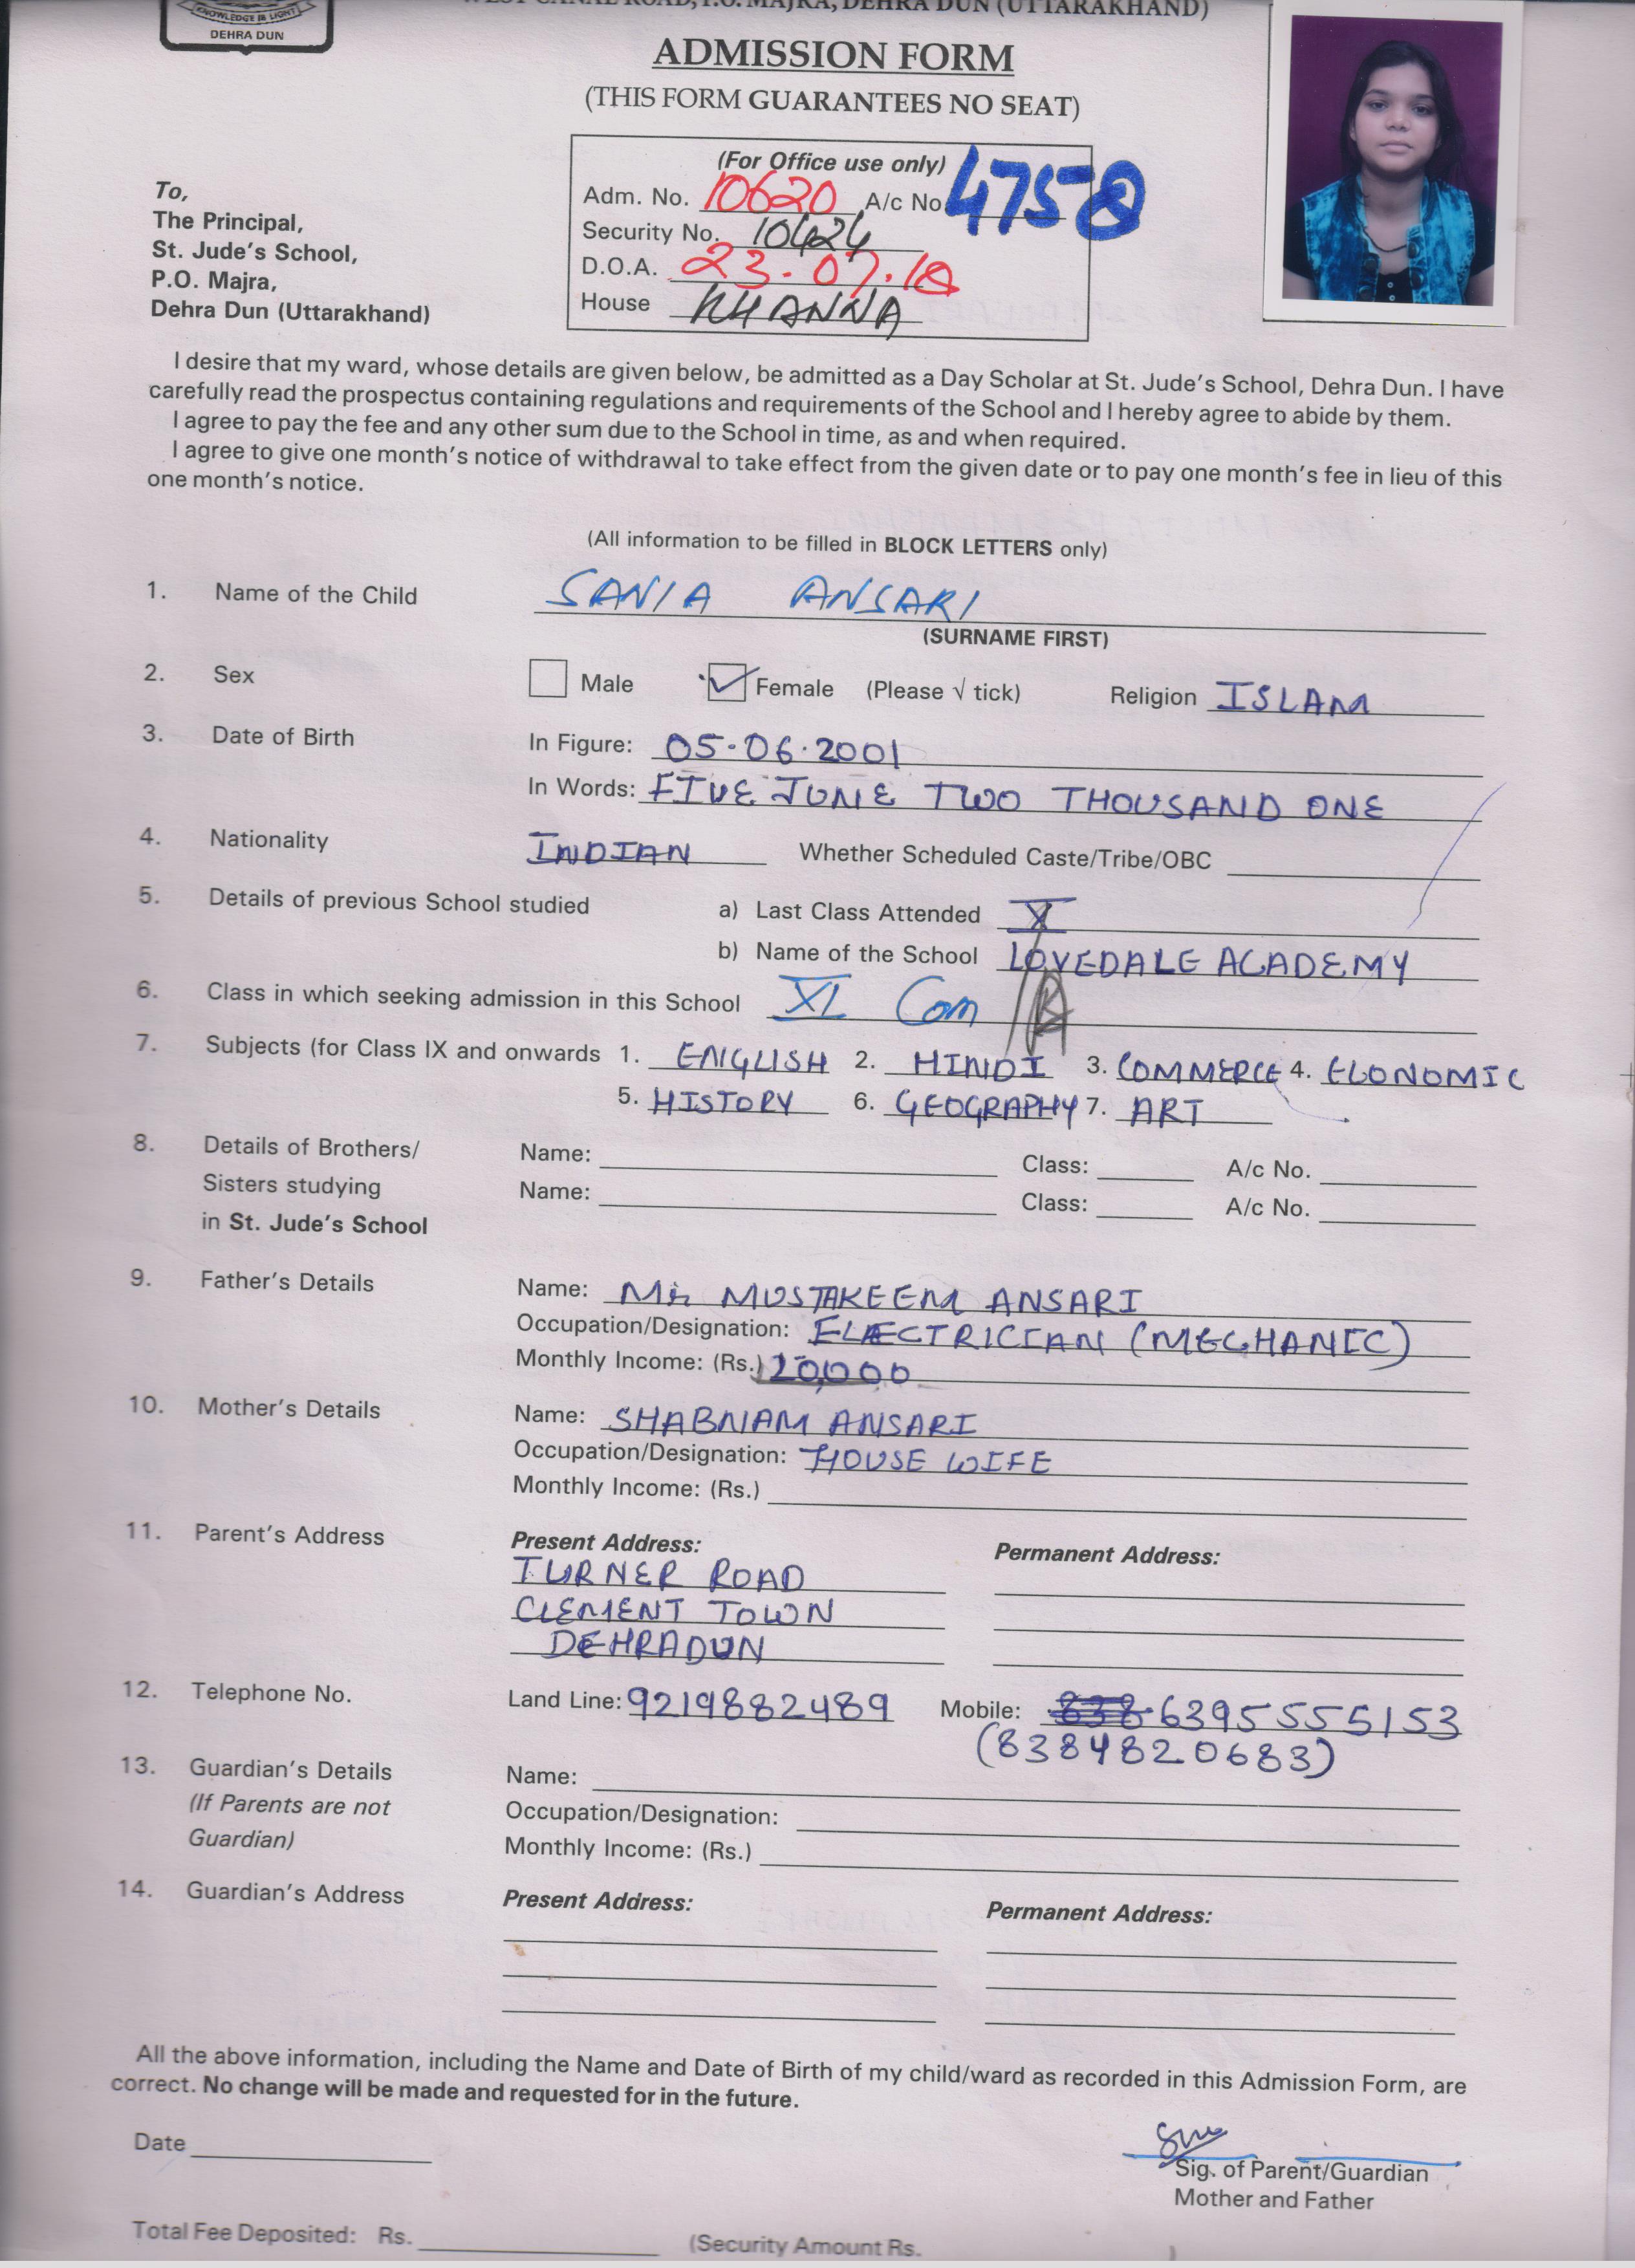 KNOWLEDGE IS LIGHT
DEHRA DUN
WEST CANAL ROAD, P.O. MAJRA, DEHRA DUN (UTTARAKHAND)
ADMISSION FORM
(THIS FORM GUARANTEES NO SEAT)
(For Office use only)
Adm. No. 10620 A/c No. 4758
Security No. 10424
D.O.A. 23.07.18
House KHANNA
To,
The Principal,
St. Jude's School,
P.O. Majra,
Dehra Dun (Uttarakhand)
I desire that my ward, whose details are given below, be admitted as a Day Scholar at St. Jude's School, Dehra Dun. I have
carefully read the prospectus containing regulations and requirements of the School and I hereby agree to abide by them.
I agree to pay the fee and any other sum due to the School in time, as and when required.
I agree to give one month's notice of withdrawal to take effect from the given date or to pay one month's fee in lieu of this
one month's notice.
(All information to be filled in BLOCK LETTERS only)
1. Name of the Child SANIA ANSARI
(SURNAME FIRST)
2. Sex Male Female (Please √ tick) Religion ISLAM
3. Date of Birth In Figure: 05.06.2001
In Words: FIVE JUNE TWO THOUSAND ONE
4. Nationality INDIAN Whether Scheduled Caste/Tribe/OBC
5. Details of previous School studied a) Last Class Attended X
b) Name of the School LOVEDALE ACADEMY
6. Class in which seeking admission in this School XI Com
7. Subjects (for Class IX and onwards 1. ENGLISH 2. HINDI 3. COMMERCE 4. ECONOMIC
5. HISTORY 6. GEOGRAPHY 7. ART
8. Details of Brothers/ Name: Class: A/c No.
Sisters studying Name: Class: A/c No.
in St. Jude's School
9. Father's Details Name: Mr MUSTAKEEM ANSARI
Occupation/Designation: ELECTRICIAN (MECHANIC)
Monthly Income: (Rs.) 20,000
10. Mother's Details Name: SHABNAM ANSARI
Occupation/Designation: HOUSE WIFE
Monthly Income: (Rs.)
11. Parent's Address Present Address: Permanent Address:
TURNER ROAD
CLEMENT TOWN
DEHRADUN
12. Telephone No. Land Line: 9219882489 Mobile: 838 6395555153
(8384820683)
13. Guardian's Details Name:
(If Parents are not Occupation/Designation:
Guardian) Monthly Income: (Rs.)
14. Guardian's Address Present Address: Permanent Address:
All the above information, including the Name and Date of Birth of my child/ward as recorded in this Admission Form, are
correct. No change will be made and requested for in the future.
Date
Sig. of Parent/Guardian
Mother and Father
Total Fee Deposited: Rs. (Security Amount Rs.